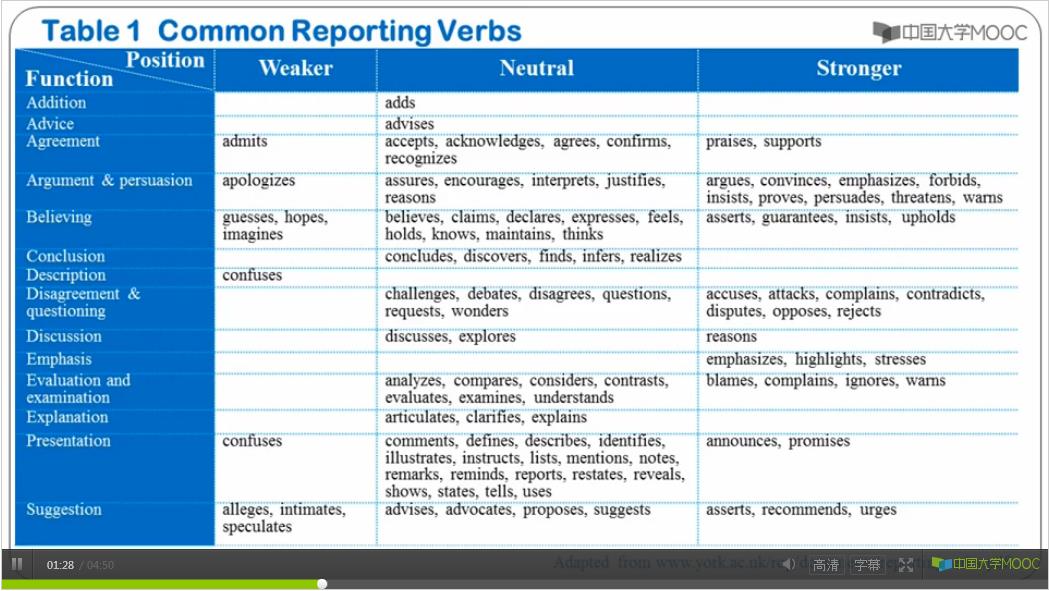 Table 1 Common Reporting Verbs
中国大学MOOC
Position
Function
Weaker
Neutral
Stronger
Addition
adds
Advice
advises
Agreement
admits
accepts, acknowledges, agrees, confirms,
recognizes
praises, supports
Argument & persuasion
apologizes
assures, encourages, interprets, justifies,
reasons
argues, convinces, emphasizes, forbids,
insists, proves, persuades, threatens, warns
Believing
guesses, hopes,
imagines
believes, claims, declares, expresses, feels,
holds, knows, maintains, thinks
asserts, guarantees, insists, upholds
Conclusion
concludes, discovers, finds, infers, realizes
Description
confuses
Disagreement &
questioning
challenges, debates, disagrees, questions,
requests, wonders
accuses, attacks, complains, contradicts,
disputes, opposes, rejects
Discussion
discusses, explores
reasons
Emphasis
emphasizes, highlights, stresses
Evaluation and
examination
analyzes, compares, considers, contrasts,
evaluates, examines, understands
blames, complains, ignores, warns
Explanation
articulates, clarifies, explains
Presentation
confuses
comments, defines, describes, identifies,
illustrates, instructs, lists, mentions, notes,
remarks, reminds, reports, restates, reveals,
shows, states, tells, uses
announces, promises
Suggestion
alleges, intimates,
speculates
advises, advocates, proposes, suggests
asserts, recommends, urges
Adapted from www.york.ac.uk/
01:28 / 04:50
高清
字幕
中国大学MOOC